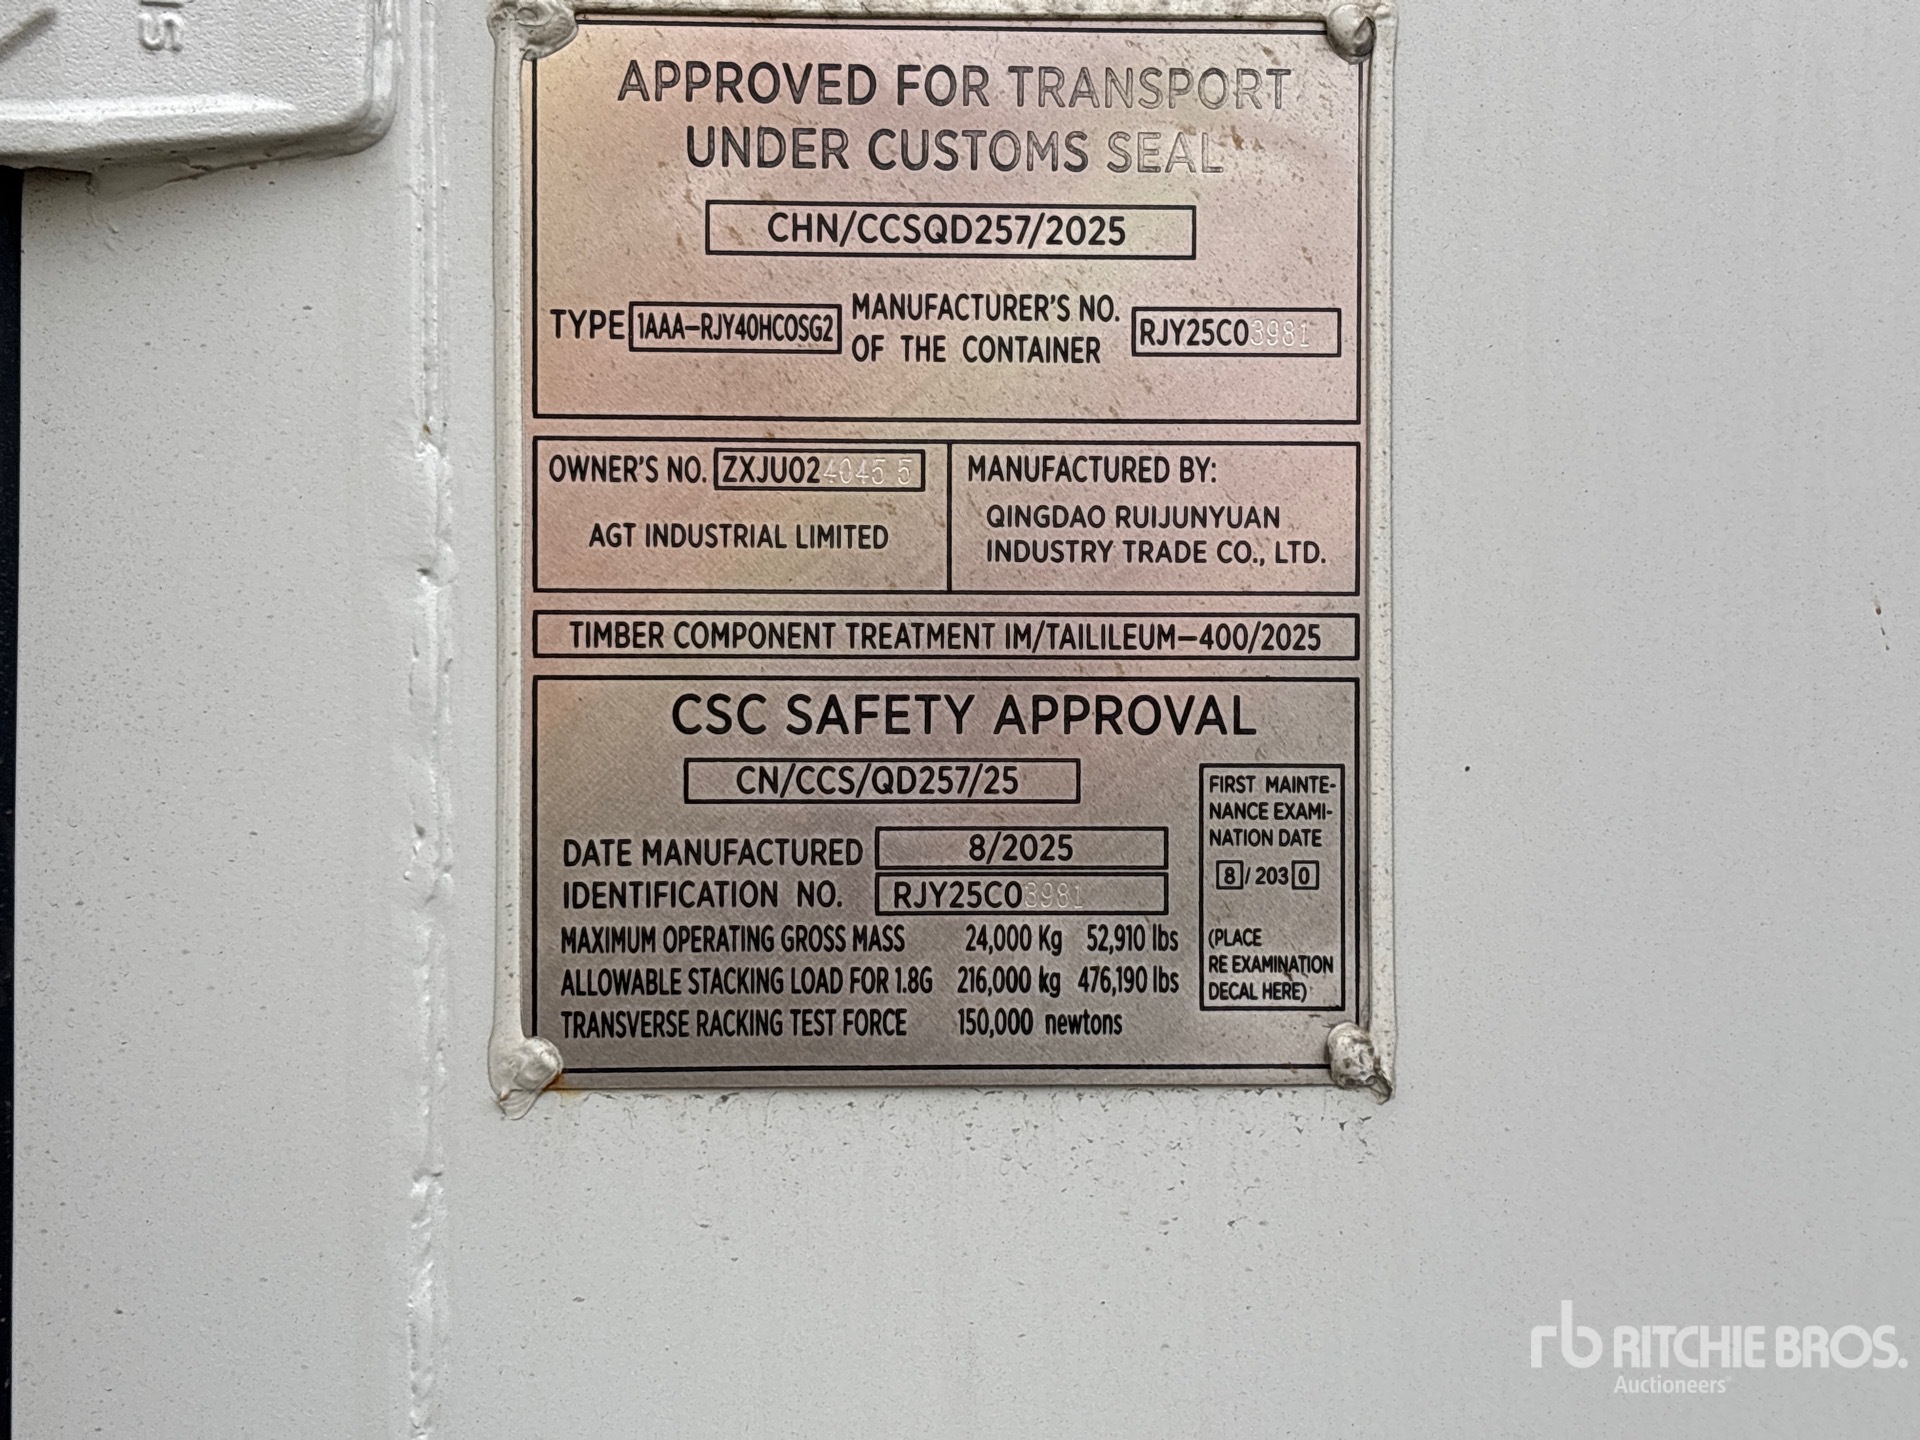 APPROVED FOR TRANSPORT
UNDER CUSTOMS SEAL
CHN/CCSQD257/2025
TYPE 1AAA-RJY40HCOSG2 MANUFACTURER'S NO. OF THE CONTAINER RJY25C03981
OWNER'S NO. ZXJU024045 5
AGT INDUSTRIAL LIMITED
MANUFACTURED BY:
QINGDAO RUIJUNYUAN
INDUSTRY TRADE CO., LTD.
TIMBER COMPONENT TREATMENT IM/TAILILEUM-400/2025
CSC SAFETY APPROVAL
CN/CCS/QD257/25
DATE MANUFACTURED 8/2025
IDENTIFICATION NO. RJY25C03981
MAXIMUM OPERATING GROSS MASS 24,000 Kg 52,910 lbs
ALLOWABLE STACKING LOAD FOR 1.8G 216,000 kg 476,190 lbs
TRANSVERSE RACKING TEST FORCE 150,000 newtons
FIRST MAINTE-
NANCE EXAMI-
NATION DATE
8/2030
(PLACE
RE EXAMINATION
DECAL HERE)
rb RITCHIE BROS.
Auctioneers